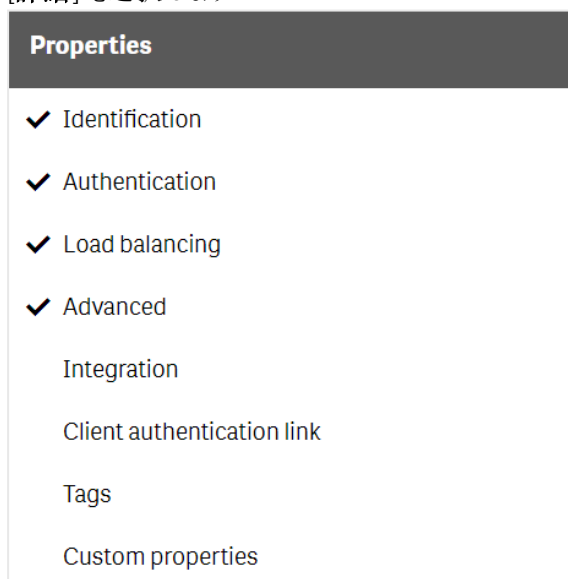 Properties
Identification
Authentication
Load balancing
Advanced
Integration
Client authentication link
Tags
Custom properties